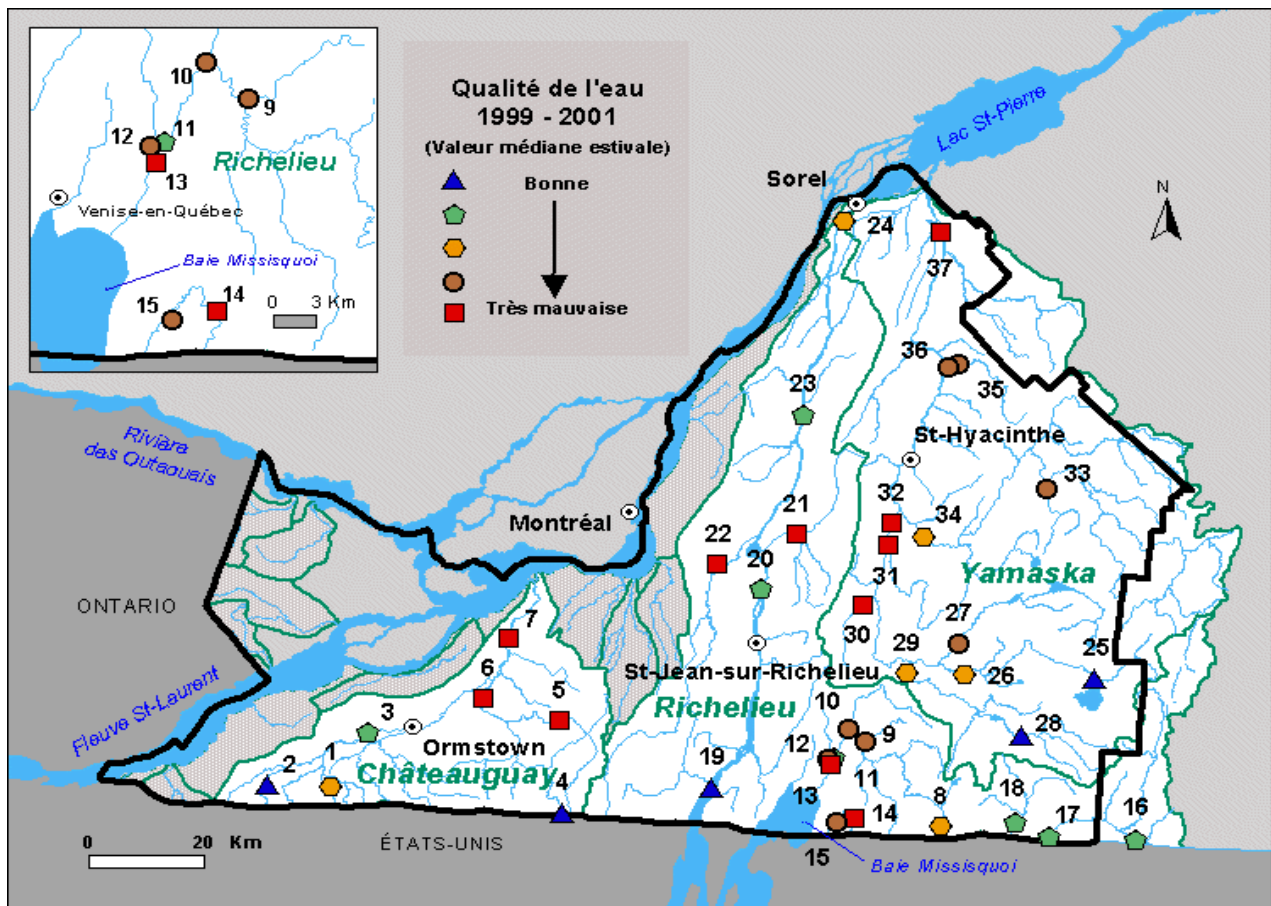 10
9
12
11
Richelieu
13
Venise-en-Québec
Baie Missisquoi
15
14
0 3 Km
Qualité de l'eau
1999 - 2001
(Valeur médiane estivale)
Bonne
Très mauvaise
Lac St-Pierre
Sorel
N
24
37
36
35
23
St-Hyacinthe
33
Rivière
des Outaouais
Montréal
32
34
21
22
20
31
Yamaska
ONTARIO
30
7
27
29
25
6
St-Jean-sur-Richelieu
26
5
Richelieu
Fleuve St-Laurent
3
10
28
Ormstown
9
1
12
2
Châteauguay
4
19
11
13
14
8
18
17
16
0 20 Km
ÉTATS-UNIS
15
Baie Missisquoi